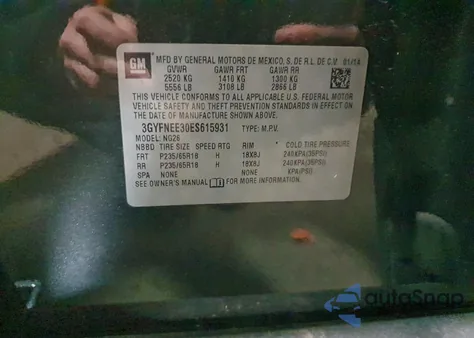 GM
MFD BY GENERAL MOTORS DE MEXICO, S. DE R.L. DE C.V 01/14
GVWR GAWR FRT GAWR RR
2520 KG 1410 KG 1300 KG
5556 LB 3108 LB 2866 LB
THIS VEHICLE CONFORMS TO ALL APPLICABLE U.S. FEDERAL MOTOR
VEHICLE SAFETY AND THEFT PREVENTION STANDARDS IN EFFECT ON
THE DATE OF MANUFACTURE SHOWN ABOVE.
3GYFNEE30ES615931 TYPE: M.P.V.
MODEL: NG26
NBBD TIRE SIZE SPEED RTG RIM COLD TIRE PRESSURE
FRT P235/65R18 H 18X8J 240KPA(35PSI)
RR P235/65R18 H 18X8J 240KPA(35PSI)
SPA NONE NONE KPA(PSI)
SEE OWNER'S MANUAL FOR MORE INFORMATION.
autoSnap